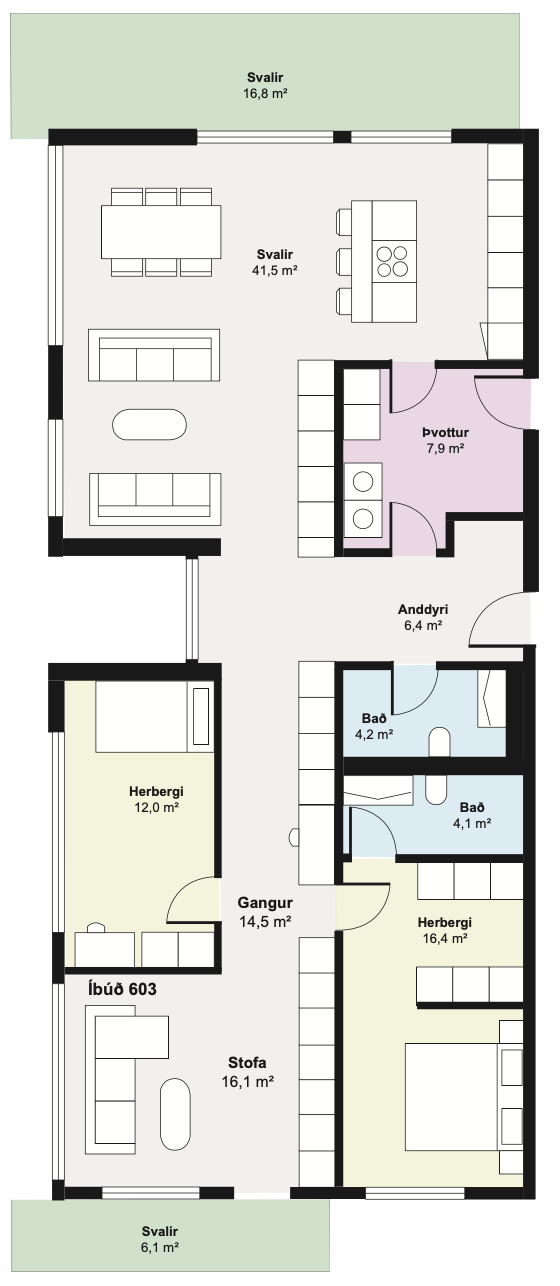 Svalir
16,8 m²
Svalir
41,5 m²
Þvottur
7,9 m²
Anddyri
6,4 m²
Bað
4,2 m²
Herbergi
12,0 m²
Bað
4,1 m²
Gangur
14,5 m²
Herbergi
16,4 m²
Íbúð 603
Stofa
16,1 m²
Svalir
6,1 m²